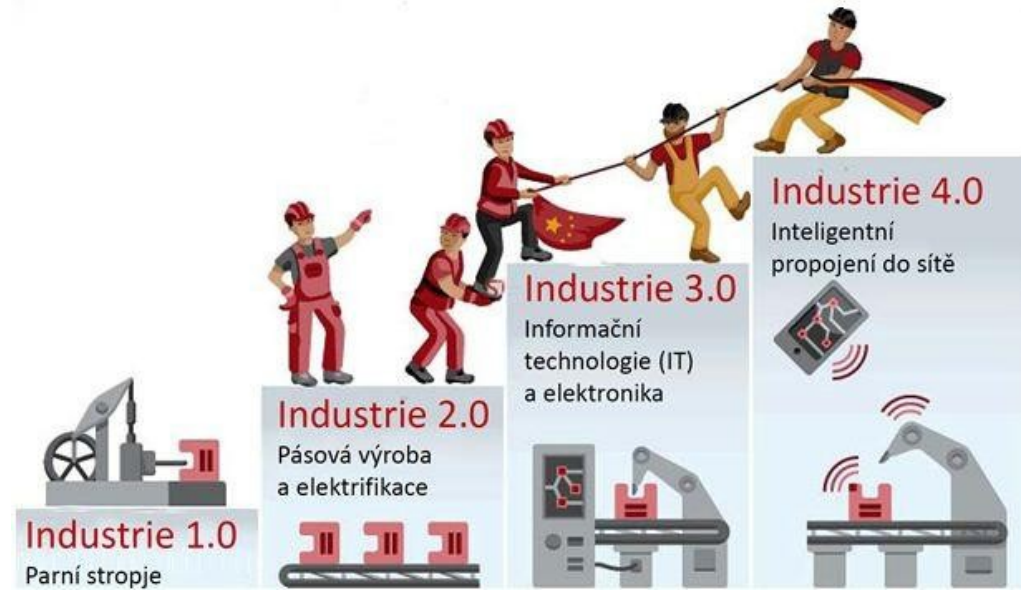 Industrie 1.0
Parní stropje
Industrie 2.0
Pásová výroba
a elektrifikace
Industrie 3.0
Informační
technologie (IT)
a elektronika
Industrie 4.0
Inteligentní
propojení do sítě